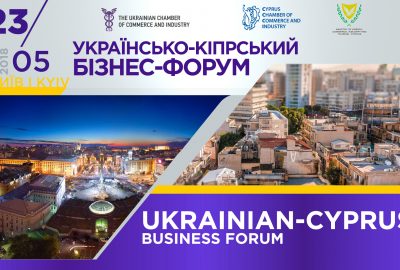 23
05
2018
КИЇВ I KYIV
THE UKRAINIAN CHAMBER
OF COMMERCE AND INDUSTRY
CYPRUS
CHAMBER OF
COMMERCE AND
INDUSTRY
УКРАЇНСЬКО-КІПРСЬКИЙ
БІЗНЕС-ФОРУМ
UKRAINIAN-CYPRUS
BUSINESS FORUM